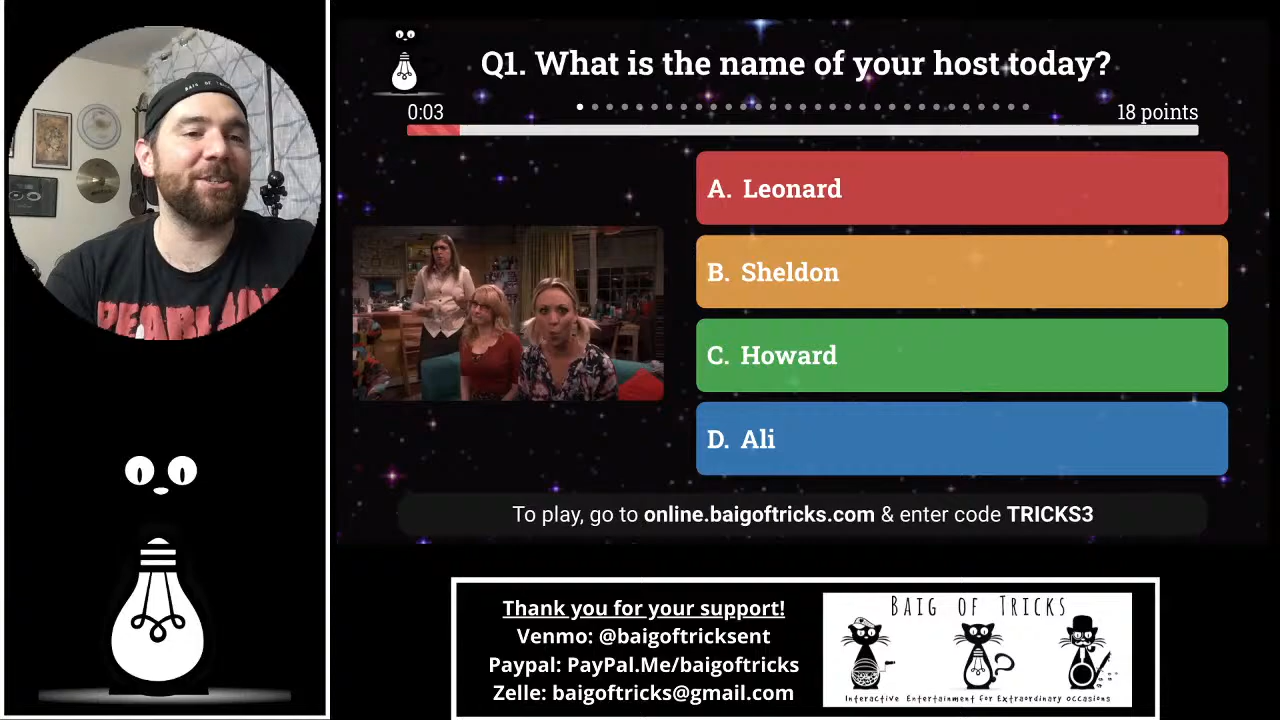 Q1. What is the name of your host today?
0:03
18 points
A. Leonard
B. Sheldon
C. Howard
D. Ali
To play, go to online.baigoftricks.com & enter code TRICKS3
PEARL JAM
Thank you for your support!
Venmo: @baigoftricksent
Paypal: PayPal.Me/baigoftricks
Zelle: baigoftricks@gmail.com
BAIG OF TRICKS
Interactive Entertainment for Extraordinary occasions